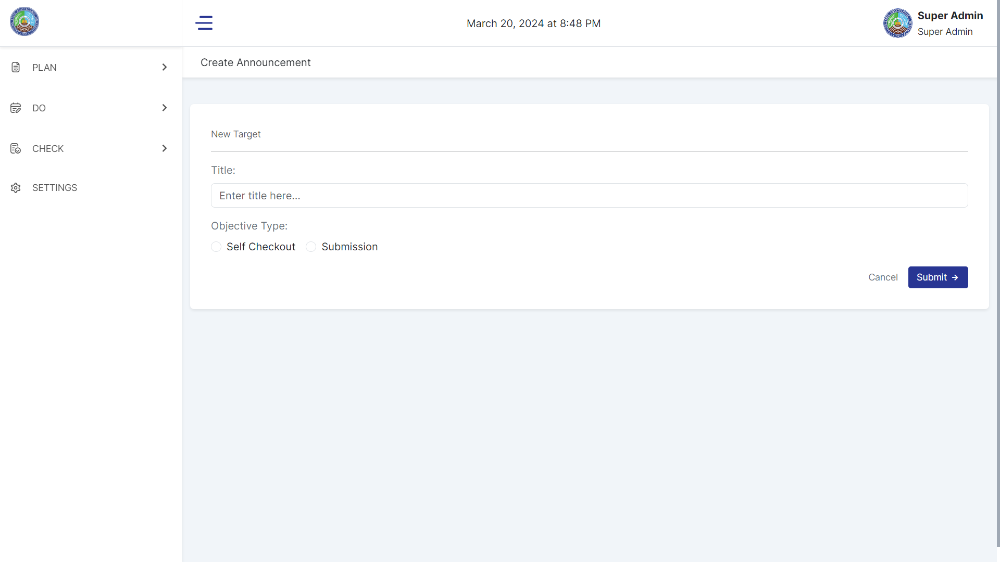 March 20, 2024 at 8:48 PM
Super Admin
Super Admin
PLAN
DO
CHECK
SETTINGS
Create Announcement
New Target
Title:
Enter title here...
Objective Type:
Self Checkout
Submission
Cancel
Submit